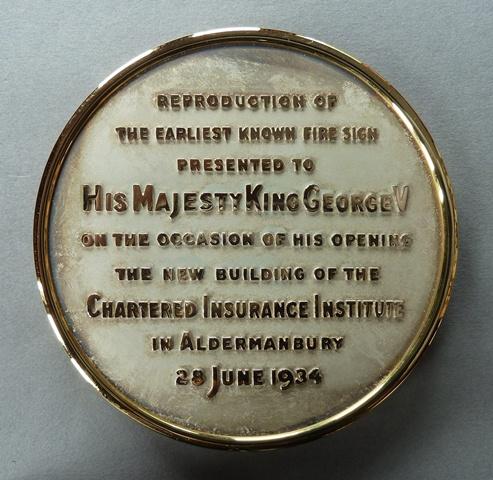 REPRODUCTION OF
THE EARLIEST KNOWN FIRE SIGN
PRESENTED TO
HIS MAJESTY KING GEORGE V
ON THE OCCASION OF HIS OPENING
THE NEW BUILDING OF THE
CHARTERED INSURANCE INSTITUTE
IN ALDERMANBURY
28 JUNE 1934